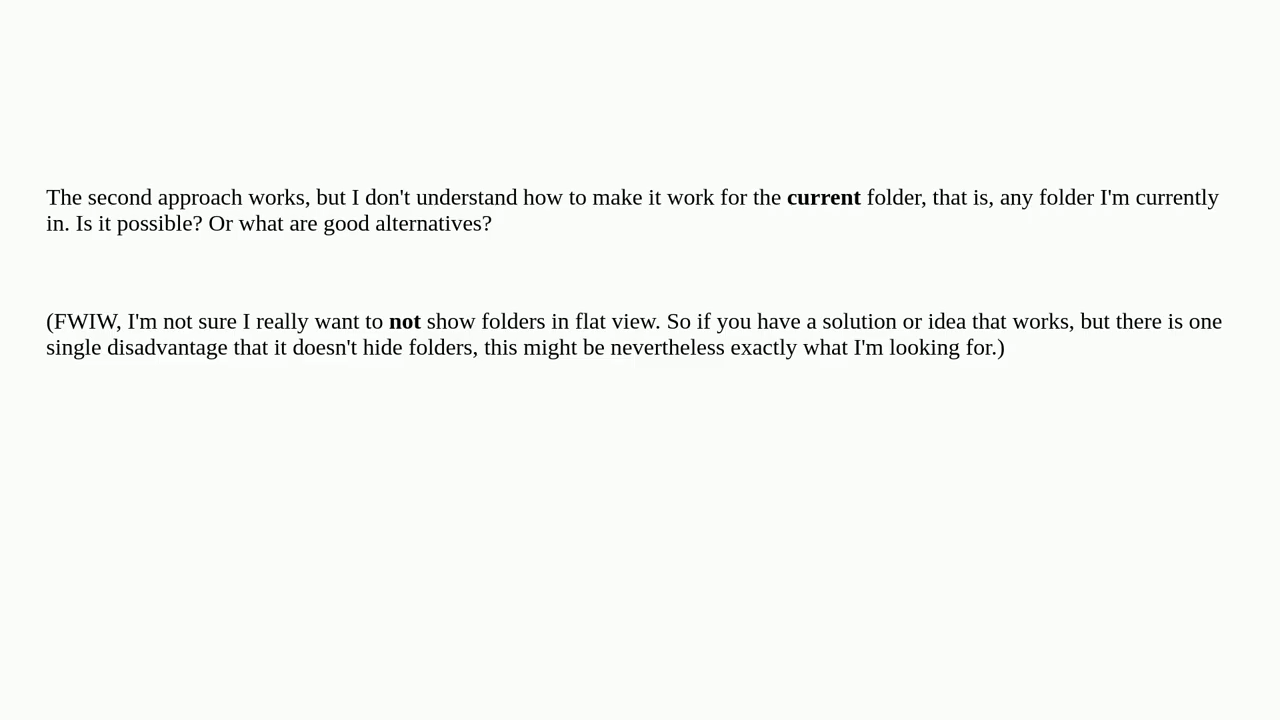 The second approach works, but I don't understand how to make it work for the current folder, that is, any folder I'm currently
in. Is it possible? Or what are good alternatives?
(FWIW, I'm not sure I really want to not show folders in flat view. So if you have a solution or idea that works, but there is one
single disadvantage that it doesn't hide folders, this might be nevertheless exactly what I'm looking for.)